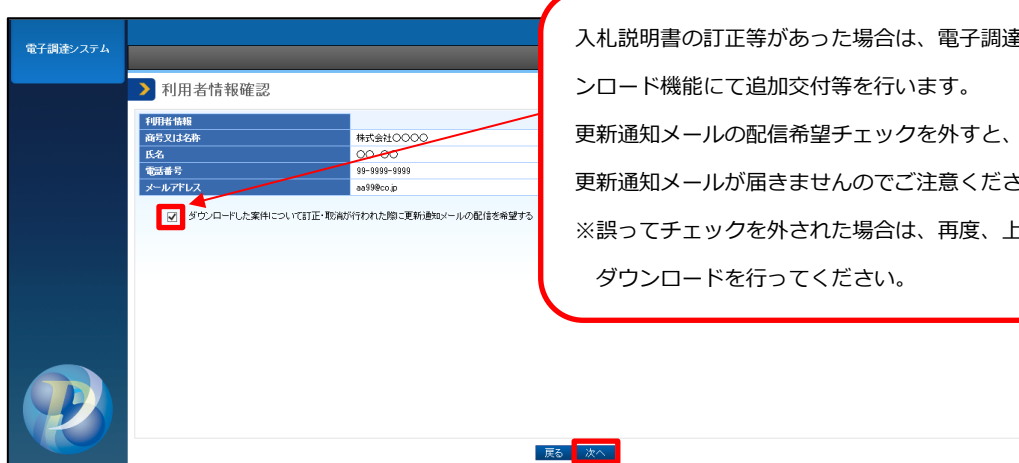 電子調達システム
利用者情報確認
利用者情報
商号又は名称 株式会社〇〇〇〇
氏名 〇〇 〇〇
電話番号 99-9999-9999
メールアドレス aa99@co.jp
ダウンロードした案件について訂正・取消が行われた際に更新通知メールの配信を希望する
入札説明書の訂正等があった場合は、電子調達
ンロード機能にて追加交付等を行います。
更新通知メールの配信希望チェックを外すと、
更新通知メールが届きませんのでご注意くださ
※誤ってチェックを外された場合は、再度、上
ダウンロードを行ってください。
戻る 次へ